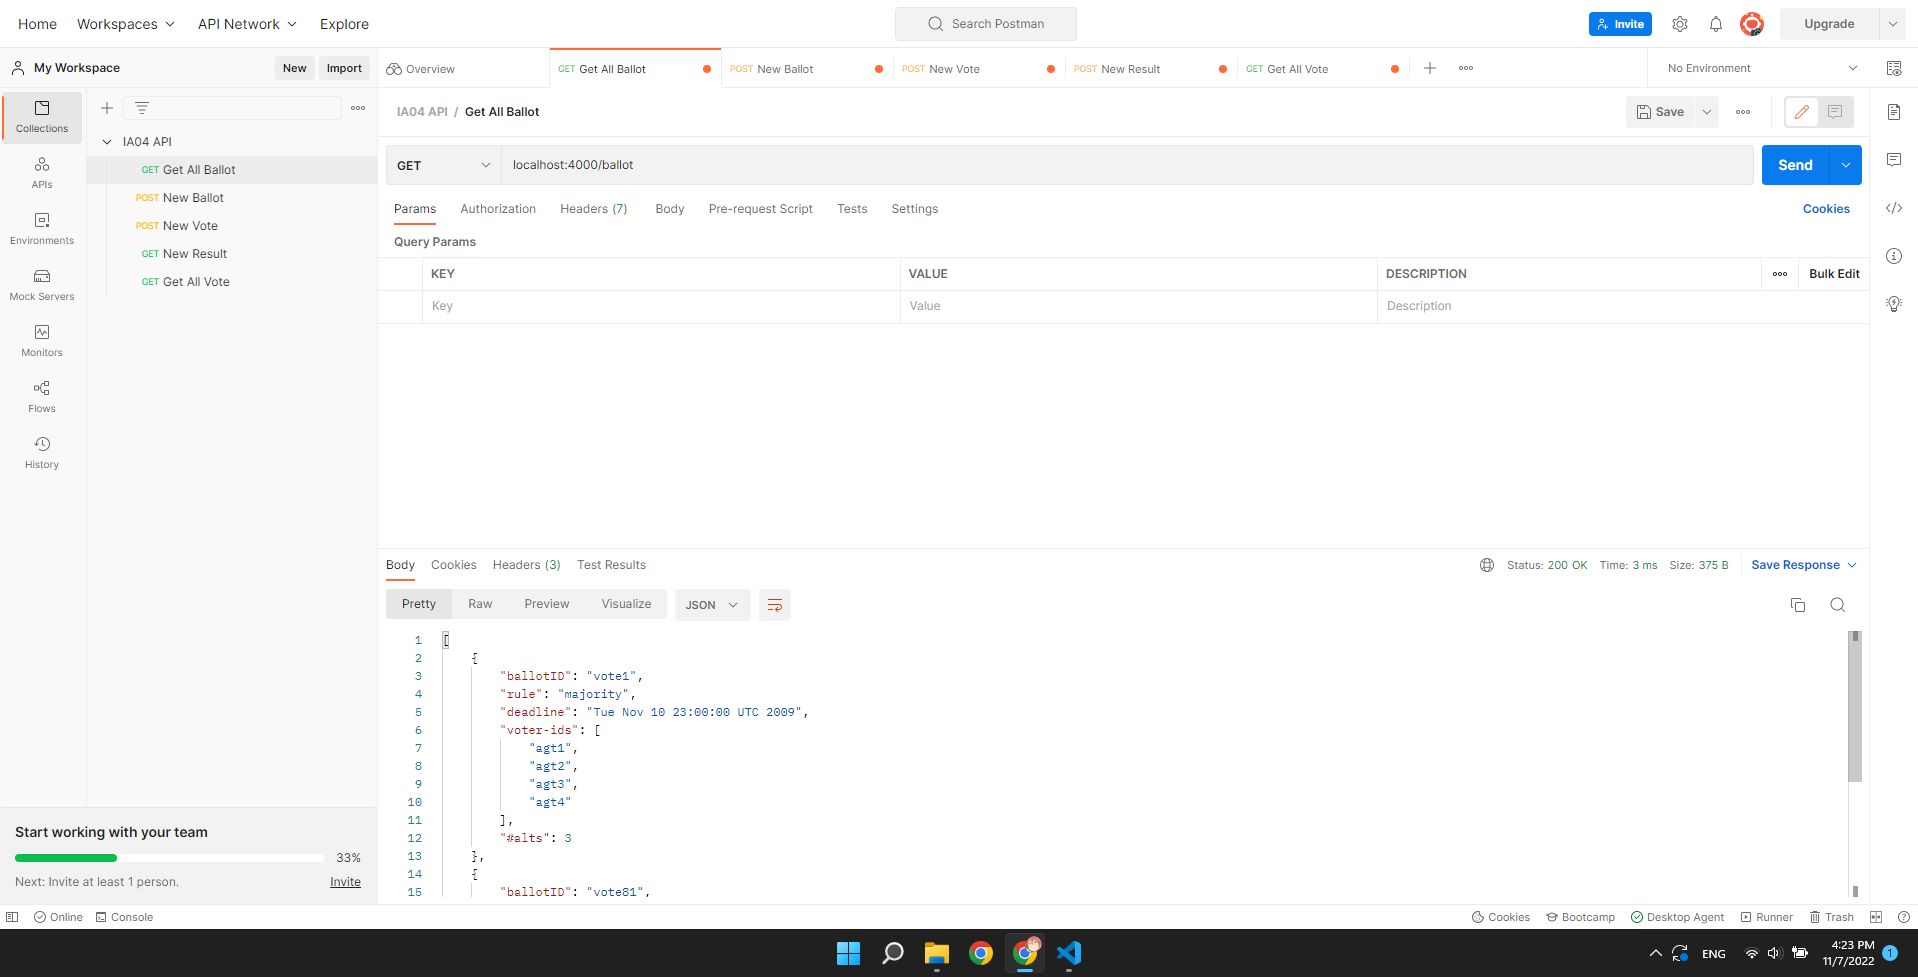 Home Workspaces API Network Explore Search Postman Invite Upgrade
My Workspace New Import Overview GET Get All Ballot POST New Ballot POST New Vote POST New Result GET Get All Vote No Environment
Collections
APIs
Environments
Mock Servers
Monitors
Flows
History
IA04 API
GET Get All Ballot
POST New Ballot
POST New Vote
GET New Result
GET Get All Vote
Start working with your team
33%
Next: Invite at least 1 person. Invite
IA04 API / Get All Ballot Save
GET localhost:4000/ballot Send
Params Authorization Headers (7) Body Pre-request Script Tests Settings Cookies
Query Params
KEY VALUE DESCRIPTION Bulk Edit
Key Value Description
Body Cookies Headers (3) Test Results Status: 200 OK Time: 3 ms Size: 375 B Save Response
Pretty Raw Preview Visualize JSON
1 [
2 {
3 "ballotID": "vote1",
4 "rule": "majority",
5 "deadline": "Tue Nov 10 23:00:00 UTC 2009",
6 "voter-ids": [
7 "agt1",
8 "agt2",
9 "agt3",
10 "agt4"
11 ],
12 "#alts": 3
13 },
14 {
15 "ballotID": "vote81",
Online Console Cookies Bootcamp Desktop Agent Runner Trash
ENG 4:23 PM 1
11/7/2022